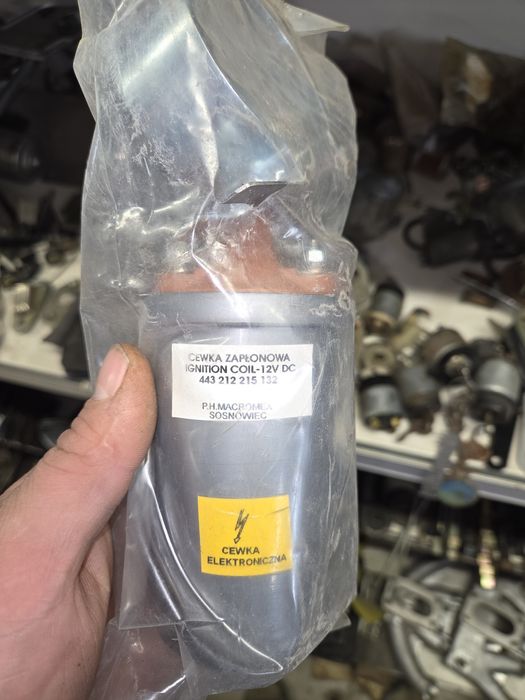 CEWKA ZAPŁONOWA
IGNITION COIL-12V DC
443 212 215 132
P.H.MACROMEX
SOSNOWIEC
CEWKA
ELEKTRONICZNA